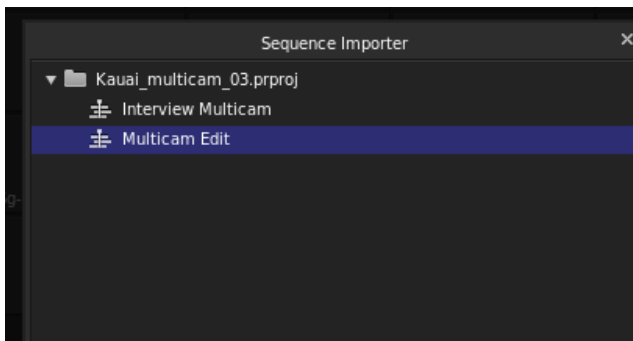 Sequence Importer
Kauai_multicam_03.prproj
Interview Multicam
Multicam Edit
g-